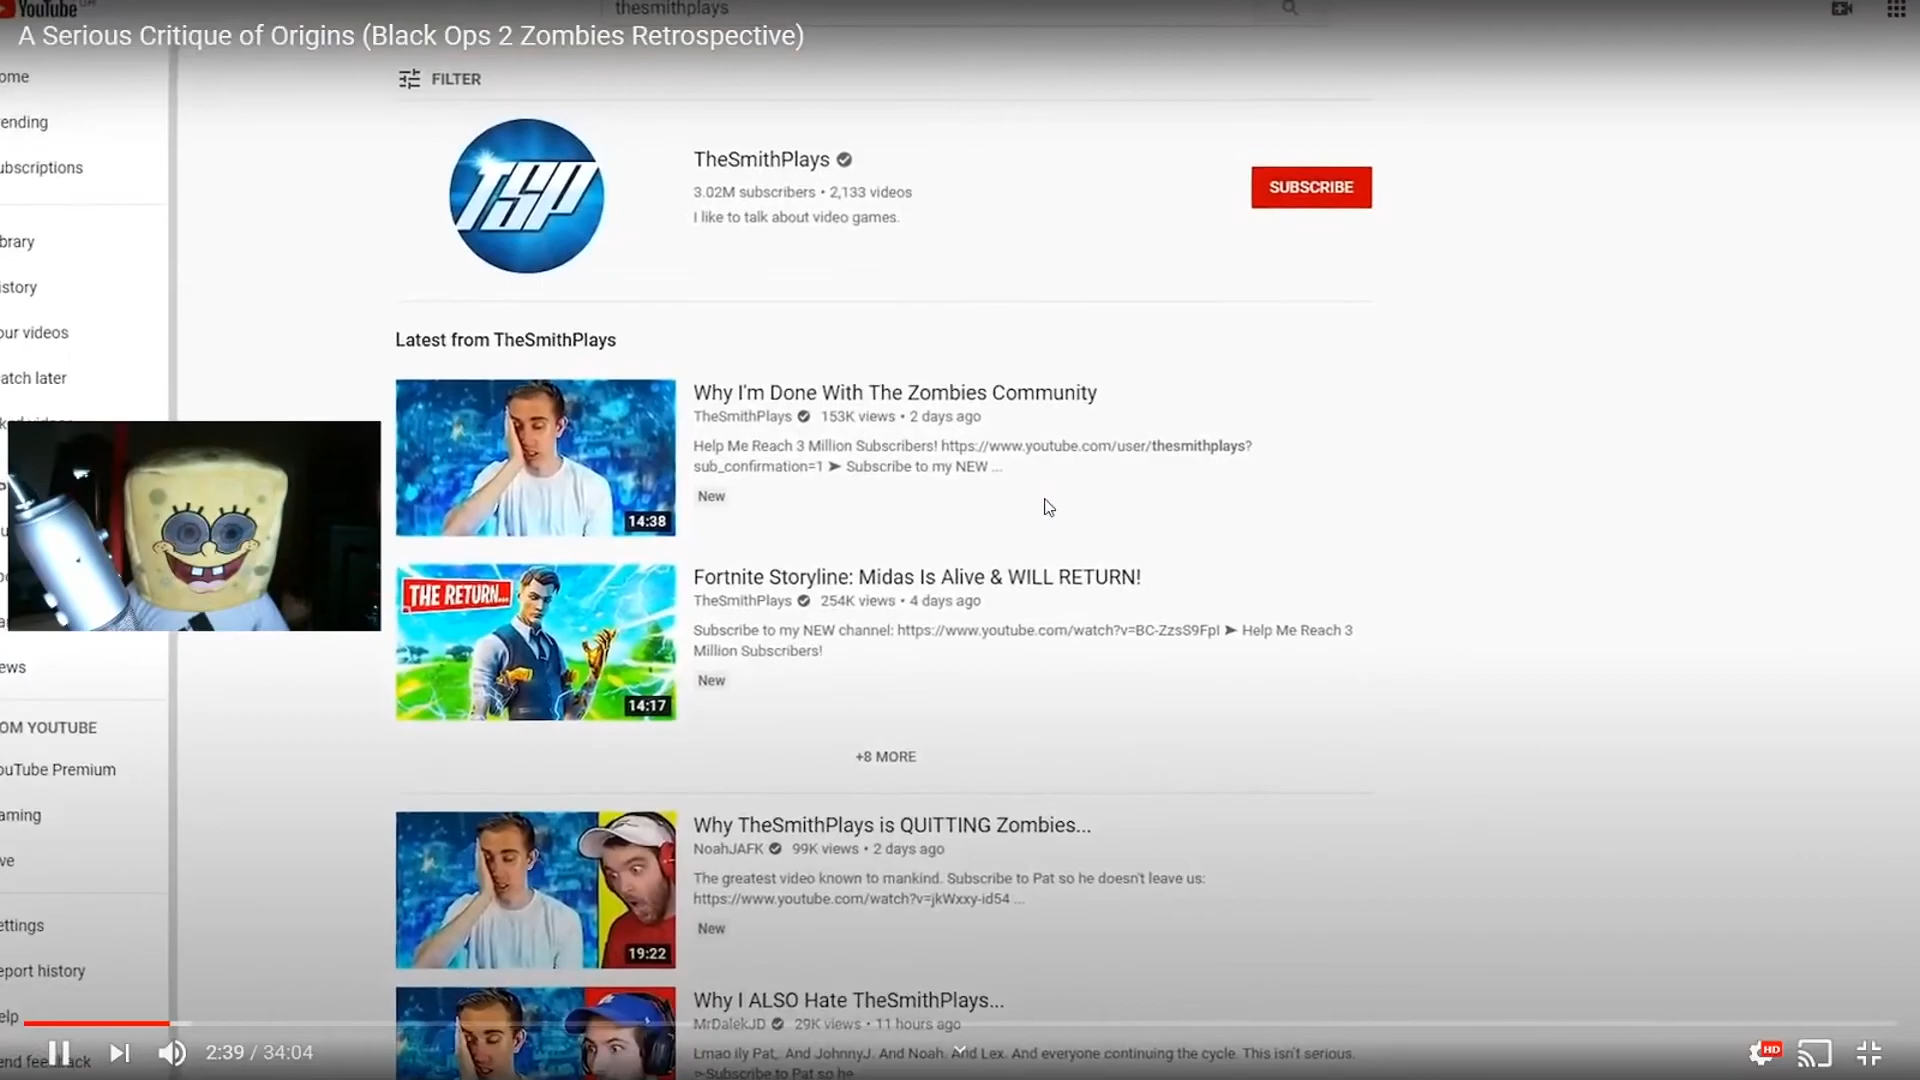 YouTube
thesmithplays
A Serious Critique of Origins (Black Ops 2 Zombies Retrospective)
ome
ending
ubscriptions
brary
istory
our videos
atch later
ews
OM YOUTUBE
ouTube Premium
aming
ve
ettings
eport history
elp
end feedback
FILTER
TSP
TheSmithPlays
3.02M subscribers • 2,133 videos
I like to talk about video games.
SUBSCRIBE
Latest from TheSmithPlays
14:38
Why I'm Done With The Zombies Community
TheSmithPlays 153K views • 2 days ago
Help Me Reach 3 Million Subscribers! https://www.youtube.com/user/thesmithplays?
sub_confirmation=1 ➤ Subscribe to my NEW ...
New
THE RETURN...
14:17
Fortnite Storyline: Midas Is Alive & WILL RETURN!
TheSmithPlays 254K views • 4 days ago
Subscribe to my NEW channel: https://www.youtube.com/watch?v=BC-ZzsS9FpI ➤ Help Me Reach 3
Million Subscribers!
New
+8 MORE
19:22
Why TheSmithPlays is QUITTING Zombies...
NoahJAFK 99K views • 2 days ago
The greatest video known to mankind. Subscribe to Pat so he doesn't leave us:
https://www.youtube.com/watch?v=jkWxxy-id54 ...
New
Why I ALSO Hate TheSmithPlays...
MrDalekJD 29K views • 11 hours ago
Lmao ily Pat,. And JohnnyJ. And Noah. And Lex. And everyone continuing the cycle. This isn't serious.
➢Subscribe to Pat so he
2:39 / 34:04
HD